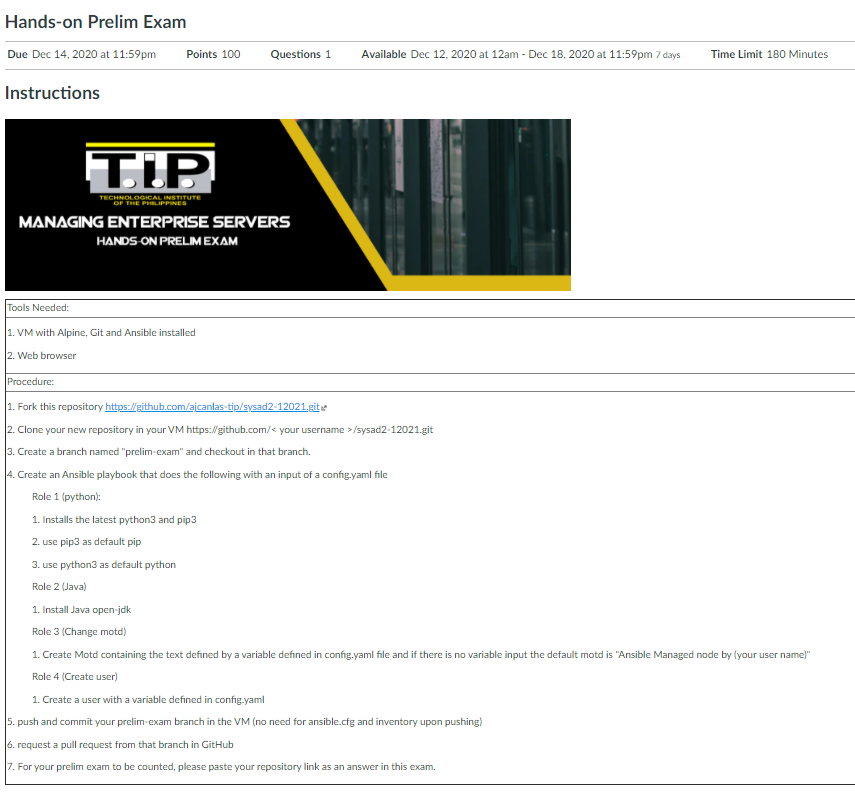 Hands-on Prelim Exam
Due Dec 14, 2020 at 11:59pm Points 100 Questions 1 Available Dec 12, 2020 at 12am - Dec 18, 2020 at 11:59pm 7 days Time Limit 180 Minutes
Instructions
T.I.P
TECHNOLOGICAL INSTITUTE
OF THE PHILIPPINES
MANAGING ENTERPRISE SERVERS
HANDS-ON PRELIM EXAM
Tools Needed:
1. VM with Alpine, Git and Ansible installed
2. Web browser
Procedure:
1. Fork this repository https://github.com/ajcanlas-tip/sysad2-12021.git
2. Clone your new repository in your VM https://github.com/< your username >/sysad2-12021.git
3. Create a branch named "prelim-exam" and checkout in that branch.
4. Create an Ansible playbook that does the following with an input of a config.yaml file
Role 1 (python):
1. Installs the latest python3 and pip3
2. use pip3 as default pip
3. use python3 as default python
Role 2 (Java)
1. Install Java open-jdk
Role 3 (Change motd)
1. Create Motd containing the text defined by a variable defined in config.yaml file and if there is no variable input the default motd is "Ansible Managed node by (your user name)"
Role 4 (Create user)
1. Create a user with a variable defined in config.yaml
5. push and commit your prelim-exam branch in the VM (no need for ansible.cfg and inventory upon pushing)
6. request a pull request from that branch in GitHub
7. For your prelim exam to be counted, please paste your repository link as an answer in this exam.